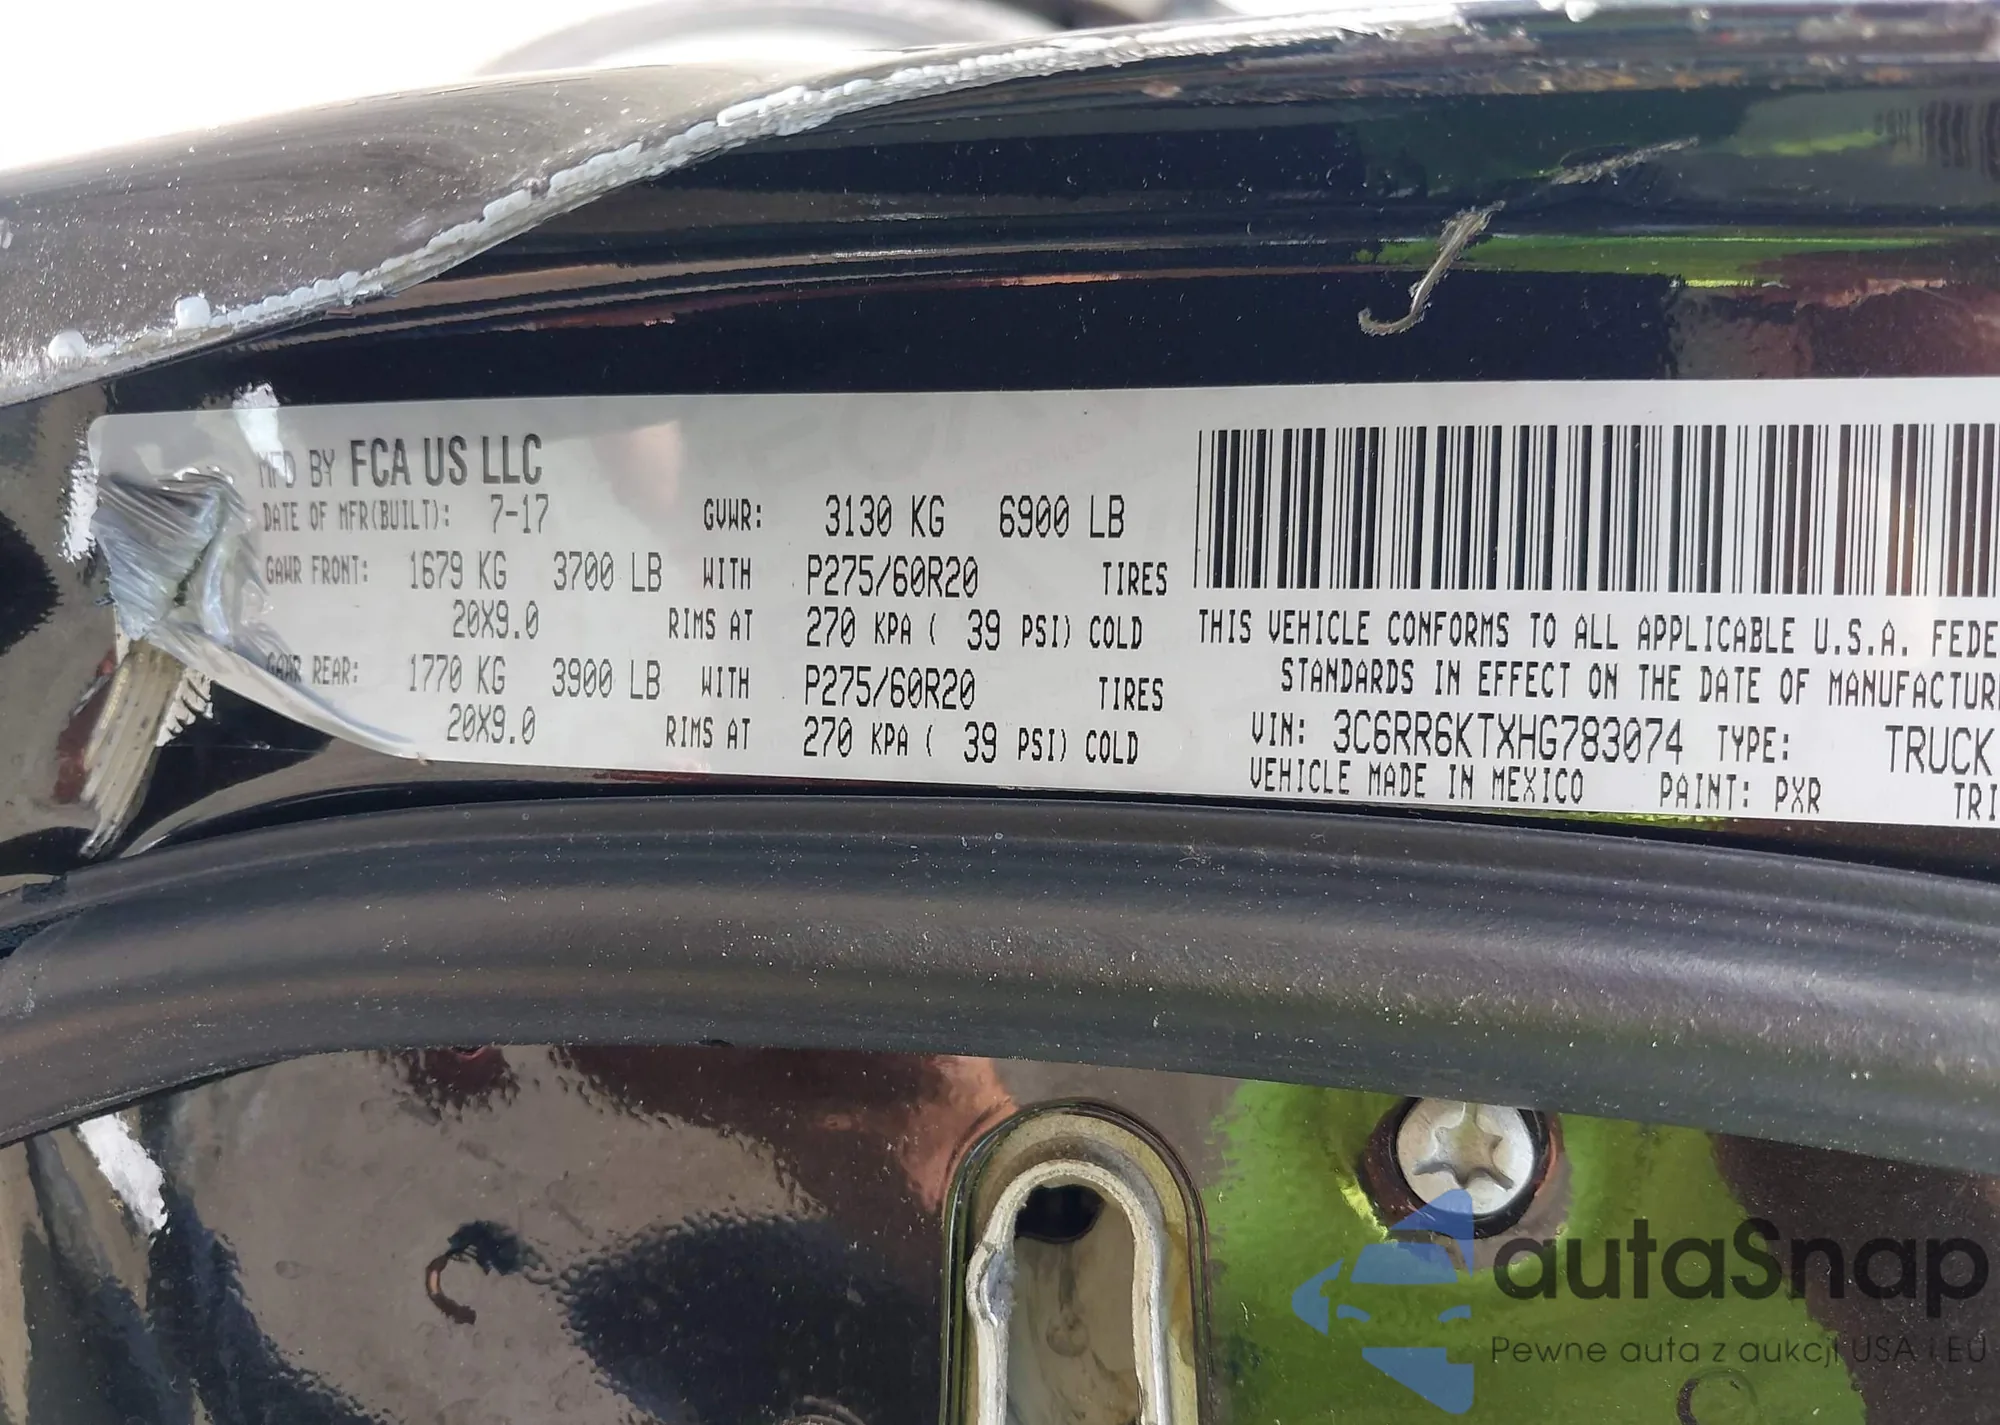 MFD BY FCA US LLC
DATE OF MFR(BUILT): 7-17 GVWR: 3130 KG 6900 LB
GAWR FRONT: 1679 KG 3700 LB WITH P275/60R20 TIRES
20X9.0 RIMS AT 270 KPA ( 39 PSI) COLD
GAWR REAR: 1770 KG 3900 LB WITH P275/60R20 TIRES
20X9.0 RIMS AT 270 KPA ( 39 PSI) COLD
THIS VEHICLE CONFORMS TO ALL APPLICABLE U.S.A. FEDE
STANDARDS IN EFFECT ON THE DATE OF MANUFACTUR
VIN: 3C6RR6KTXHG783074 TYPE: TRUCK
VEHICLE MADE IN MEXICO PAINT: PXR TRI
autaSnap
Pewne auta z aukcji USA i EU